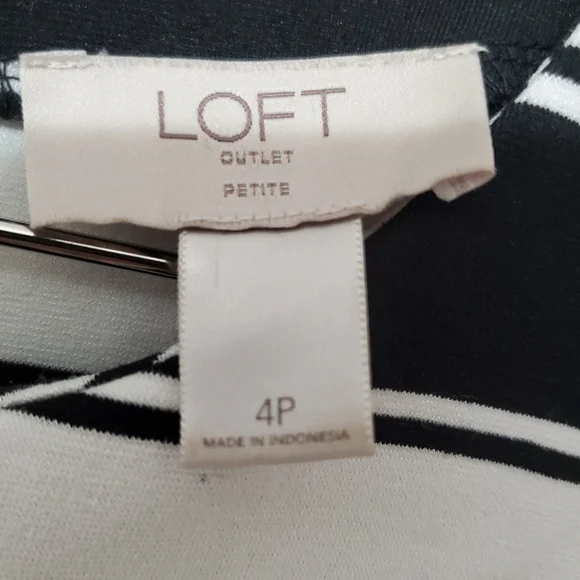 LOFT
OUTLET
PETITE
4P
MADE IN INDONESIA